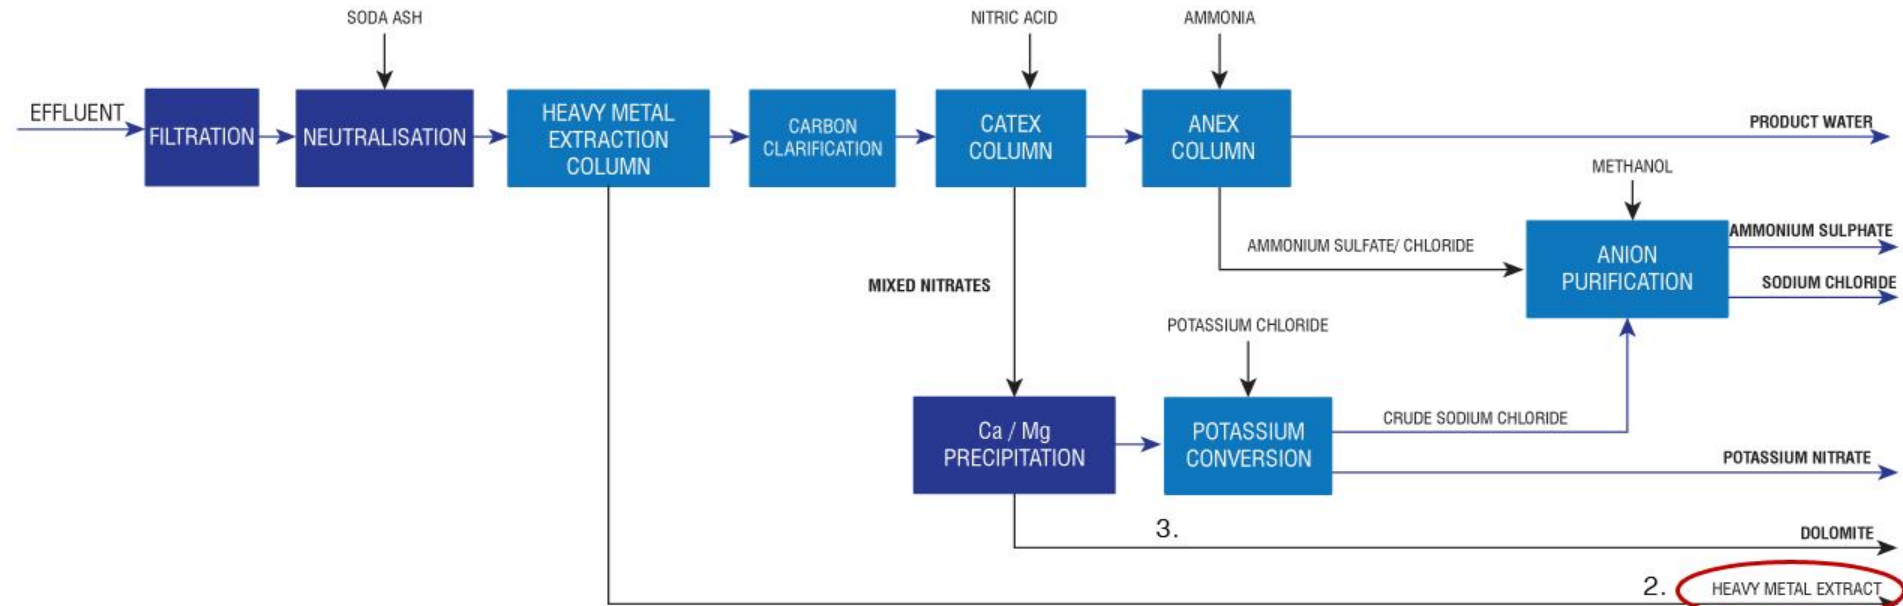 SODA ASH
NITRIC ACID
AMMONIA
EFFLUENT
FILTRATION
NEUTRALISATION
HEAVY METAL
EXTRACTION
COLUMN
CARBON
CLARIFICATION
CATEX
COLUMN
ANEX
COLUMN
PRODUCT WATER
METHANOL
AMMONIUM SULFATE/ CHLORIDE
ANION
PURIFICATION
AMMONIUM SULPHATE
SODIUM CHLORIDE
MIXED NITRATES
POTASSIUM CHLORIDE
Ca / Mg
PRECIPITATION
POTASSIUM
CONVERSION
CRUDE SODIUM CHLORIDE
POTASSIUM NITRATE
3.
DOLOMITE
2.
HEAVY METAL EXTRACT